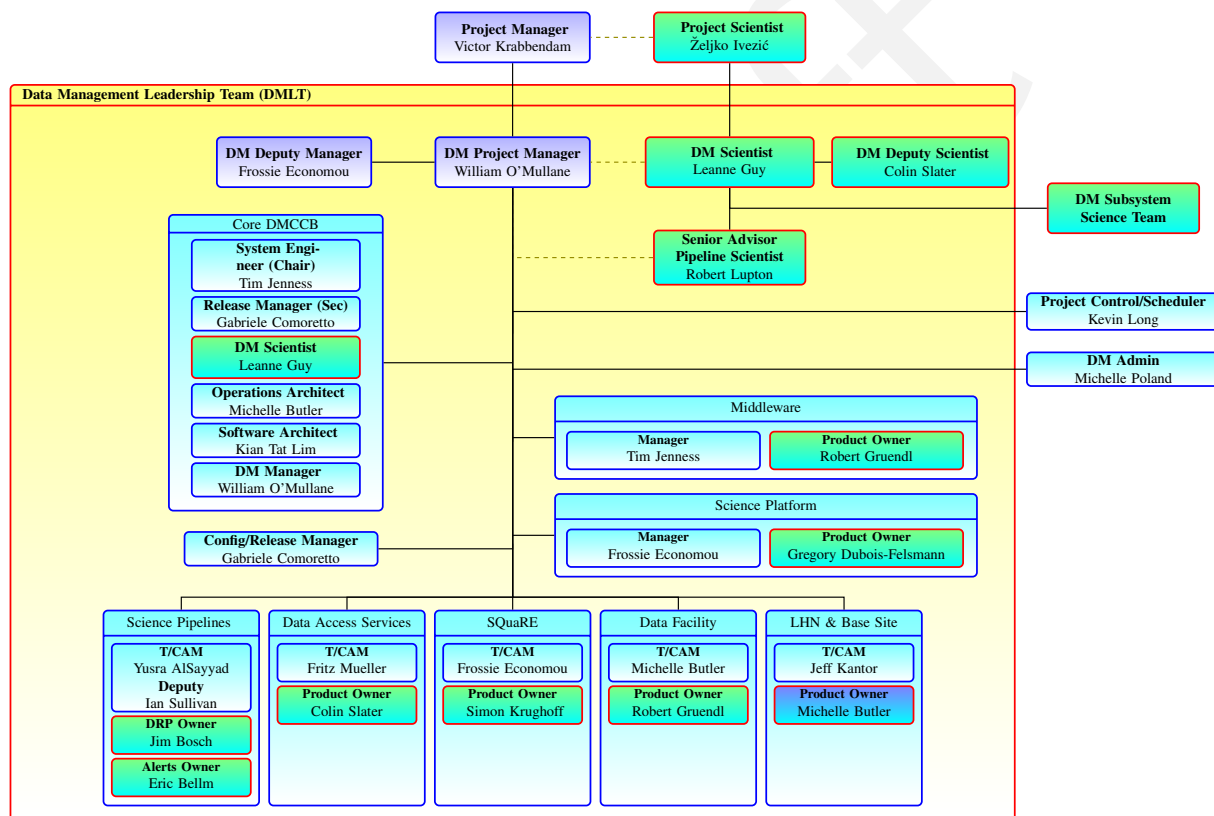 Project Manager
Victor Krabbendam
Project Scientist
Željko Ivezić
Data Management Leadership Team (DMLT)
DM Deputy Manager
Frossie Economou
DM Project Manager
William O'Mullane
DM Scientist
Leanne Guy
DM Deputy Scientist
Colin Slater
DM Subsystem
Science Team
Senior Advisor
Pipeline Scientist
Robert Lupton
Core DMCCB
System Engi-
neer (Chair)
Tim Jenness
Release Manager (Sec)
Gabriele Comoretto
DM Scientist
Leanne Guy
Operations Architect
Michelle Butler
Software Architect
Kian Tat Lim
DM Manager
William O'Mullane
Project Control/Scheduler
Kevin Long
DM Admin
Michelle Poland
Middleware
Manager
Tim Jenness
Product Owner
Robert Gruendl
Science Platform
Manager
Frossie Economou
Product Owner
Gregory Dubois-Felsmann
Config/Release Manager
Gabriele Comoretto
Science Pipelines
T/CAM
Yusra AlSayyad
Deputy
Ian Sullivan
DRP Owner
Jim Bosch
Alerts Owner
Eric Bellm
Data Access Services
T/CAM
Fritz Mueller
Product Owner
Colin Slater
SQuaRE
T/CAM
Frossie Economou
Product Owner
Simon Krughoff
Data Facility
T/CAM
Michelle Butler
Product Owner
Robert Gruendl
LHN & Base Site
T/CAM
Jeff Kantor
Product Owner
Michelle Butler